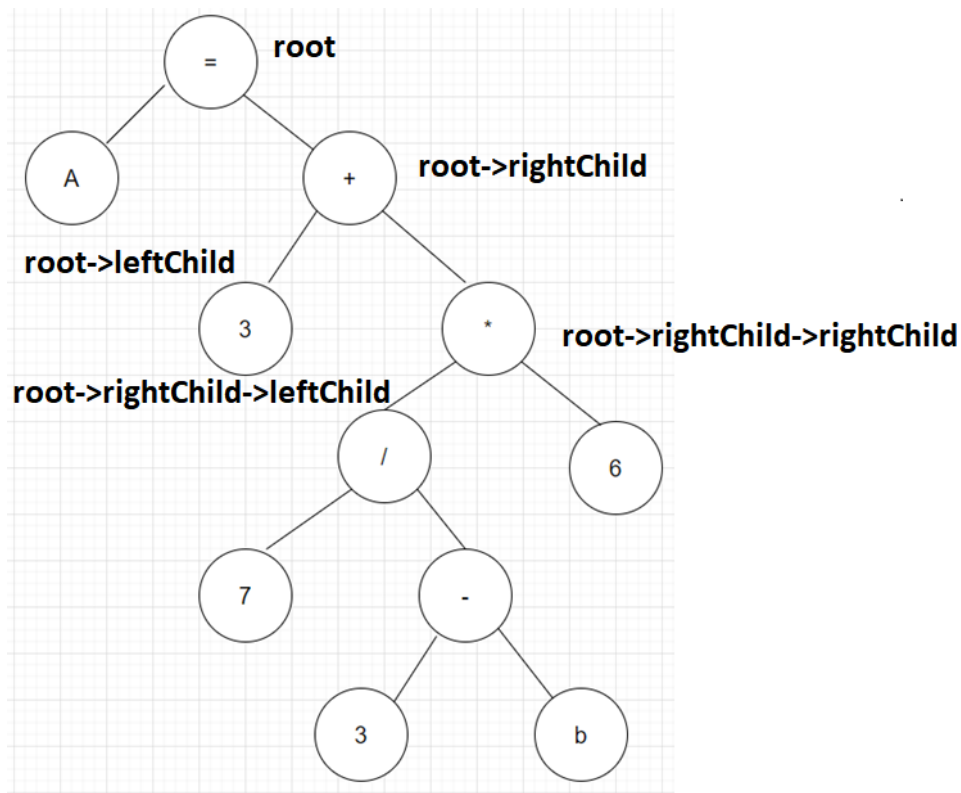 =
root
A
+
root->rightChild
root->leftChild
3
*
root->rightChild->rightChild
root->rightChild->leftChild
/
6
7
-
3
b